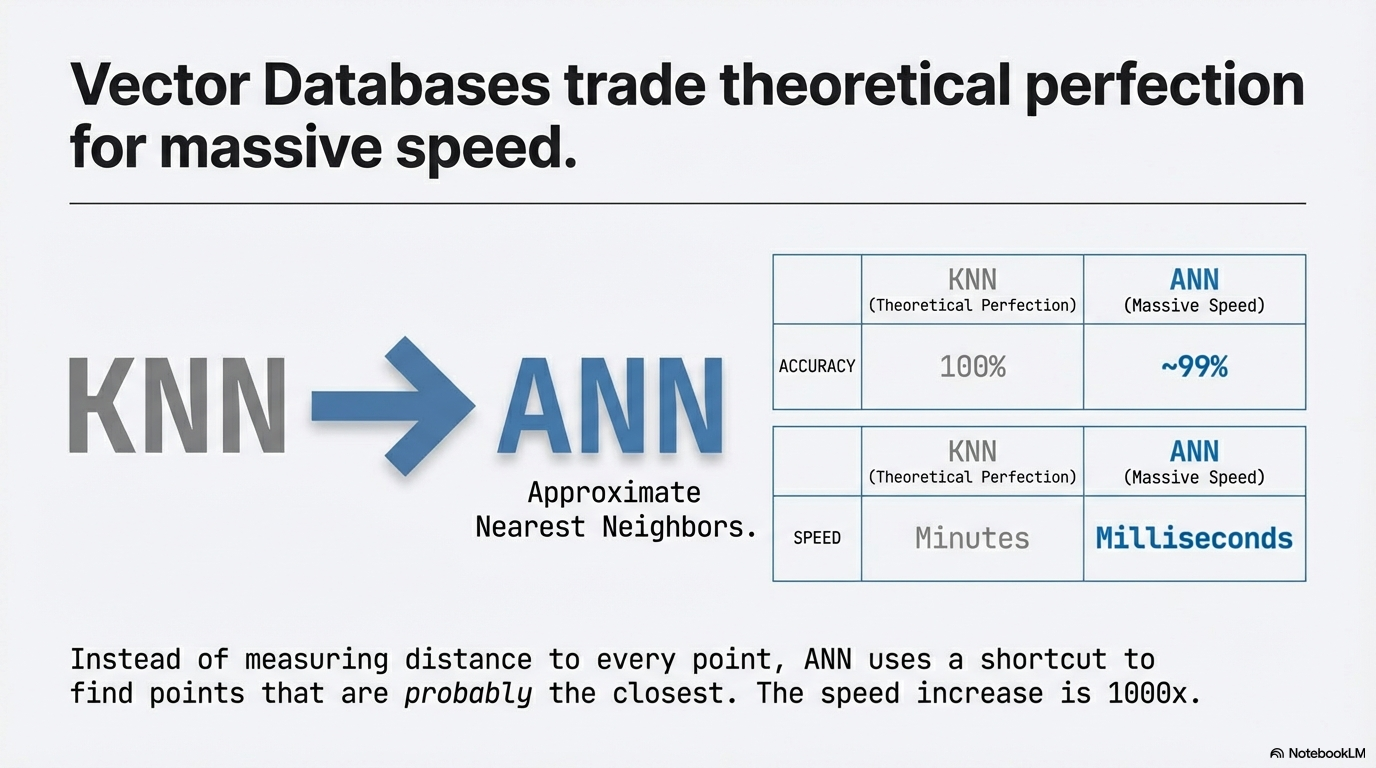 Vector Databases trade theoretical perfection
for massive speed.
KNN
ANN
Approximate
Nearest Neighbors.
KNN
ANN
(Theoretical Perfection)
(Massive Speed)
ACCURACY
100%
~99%
KNN
ANN
(Theoretical Perfection)
(Massive Speed)
SPEED
Minutes
Milliseconds
Instead of measuring distance to every point, ANN uses a shortcut to
find points that are probably the closest. The speed increase is 1000x.
NotebookLM